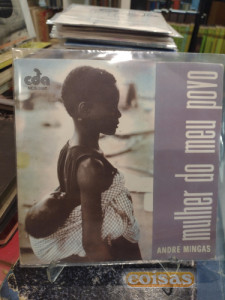 cda
mulher do meu povo
ANDRÉ MINGAS
coisas